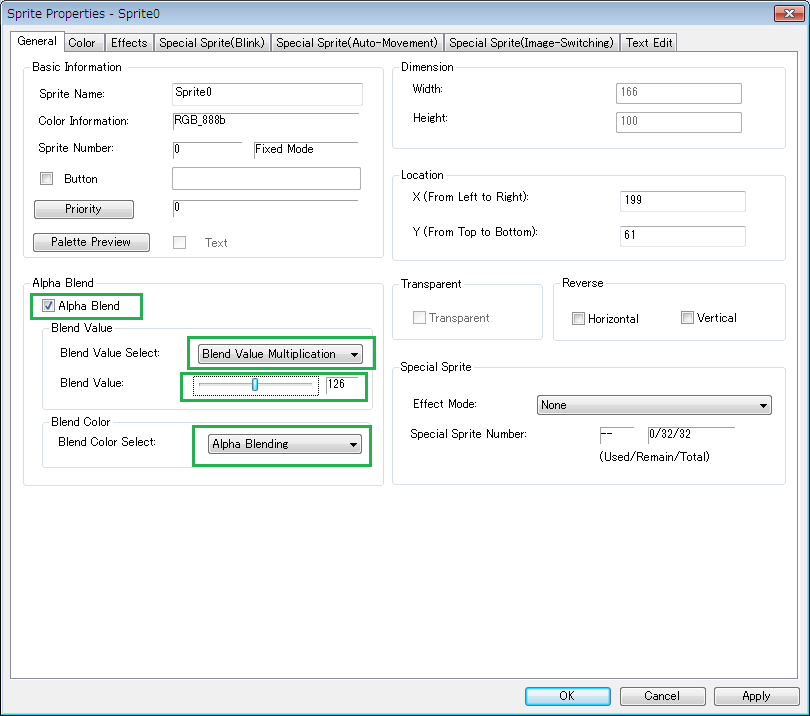 Sprite Properties - Sprite0
General Color Effects Special Sprite(Blink) Special Sprite(Auto-Movement) Special Sprite(Image-Switching) Text Edit
Basic Information
Sprite Name: Sprite0
Color Information: RGB_888b
Sprite Number: 0 Fixed Mode
Button
Priority 0
Palette Preview Text
Dimension
Width: 166
Height: 100
Location
X (From Left to Right): 199
Y (From Top to Bottom): 61
Alpha Blend
Alpha Blend
Blend Value
Blend Value Select: Blend Value Multiplication
Blend Value: 126
Blend Color
Blend Color Select: Alpha Blending
Transparent
Transparent
Reverse
Horizontal Vertical
Special Sprite
Effect Mode: None
Special Sprite Number: -- 0/32/32
(Used/Remain/Total)
OK Cancel Apply